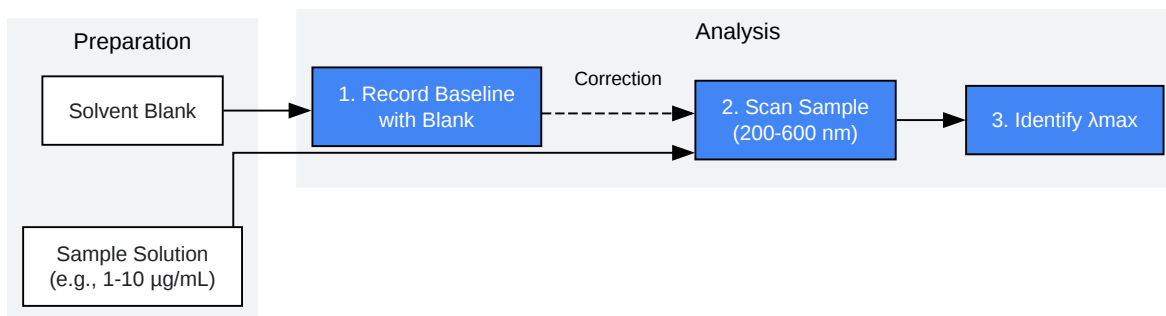 Preparation
Solvent Blank
Sample Solution
(e.g., 1-10 µg/mL)
Analysis
1. Record Baseline
with Blank
Correction
2. Scan Sample
(200-600 nm)
3. Identify λmax